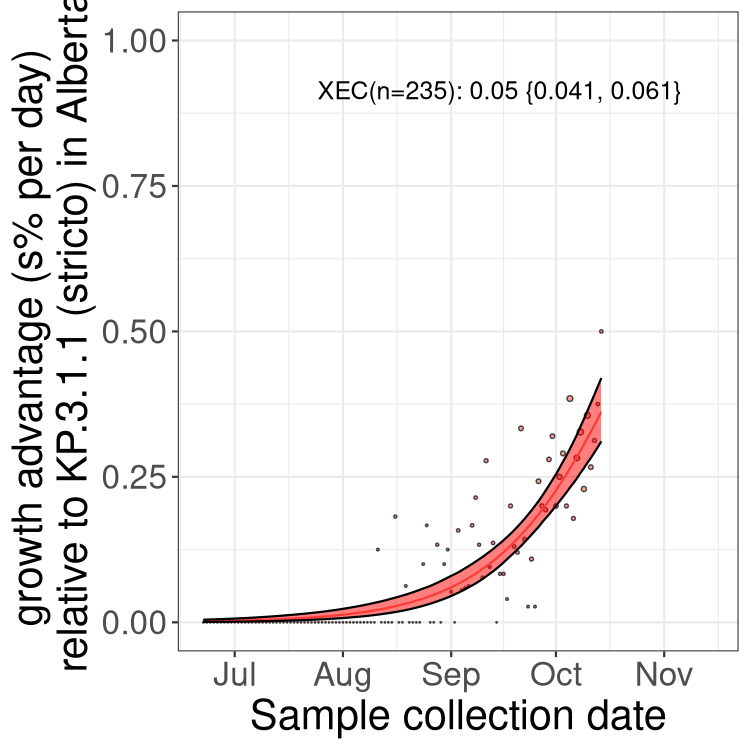 growth advantage (s% per day)
relative to KP.3.1.1 (stricto) in Alberta
1.00
0.75
0.50
0.25
0.00
XEC(n=235): 0.05 {0.041, 0.061}
Jul Aug Sep Oct Nov
Sample collection date